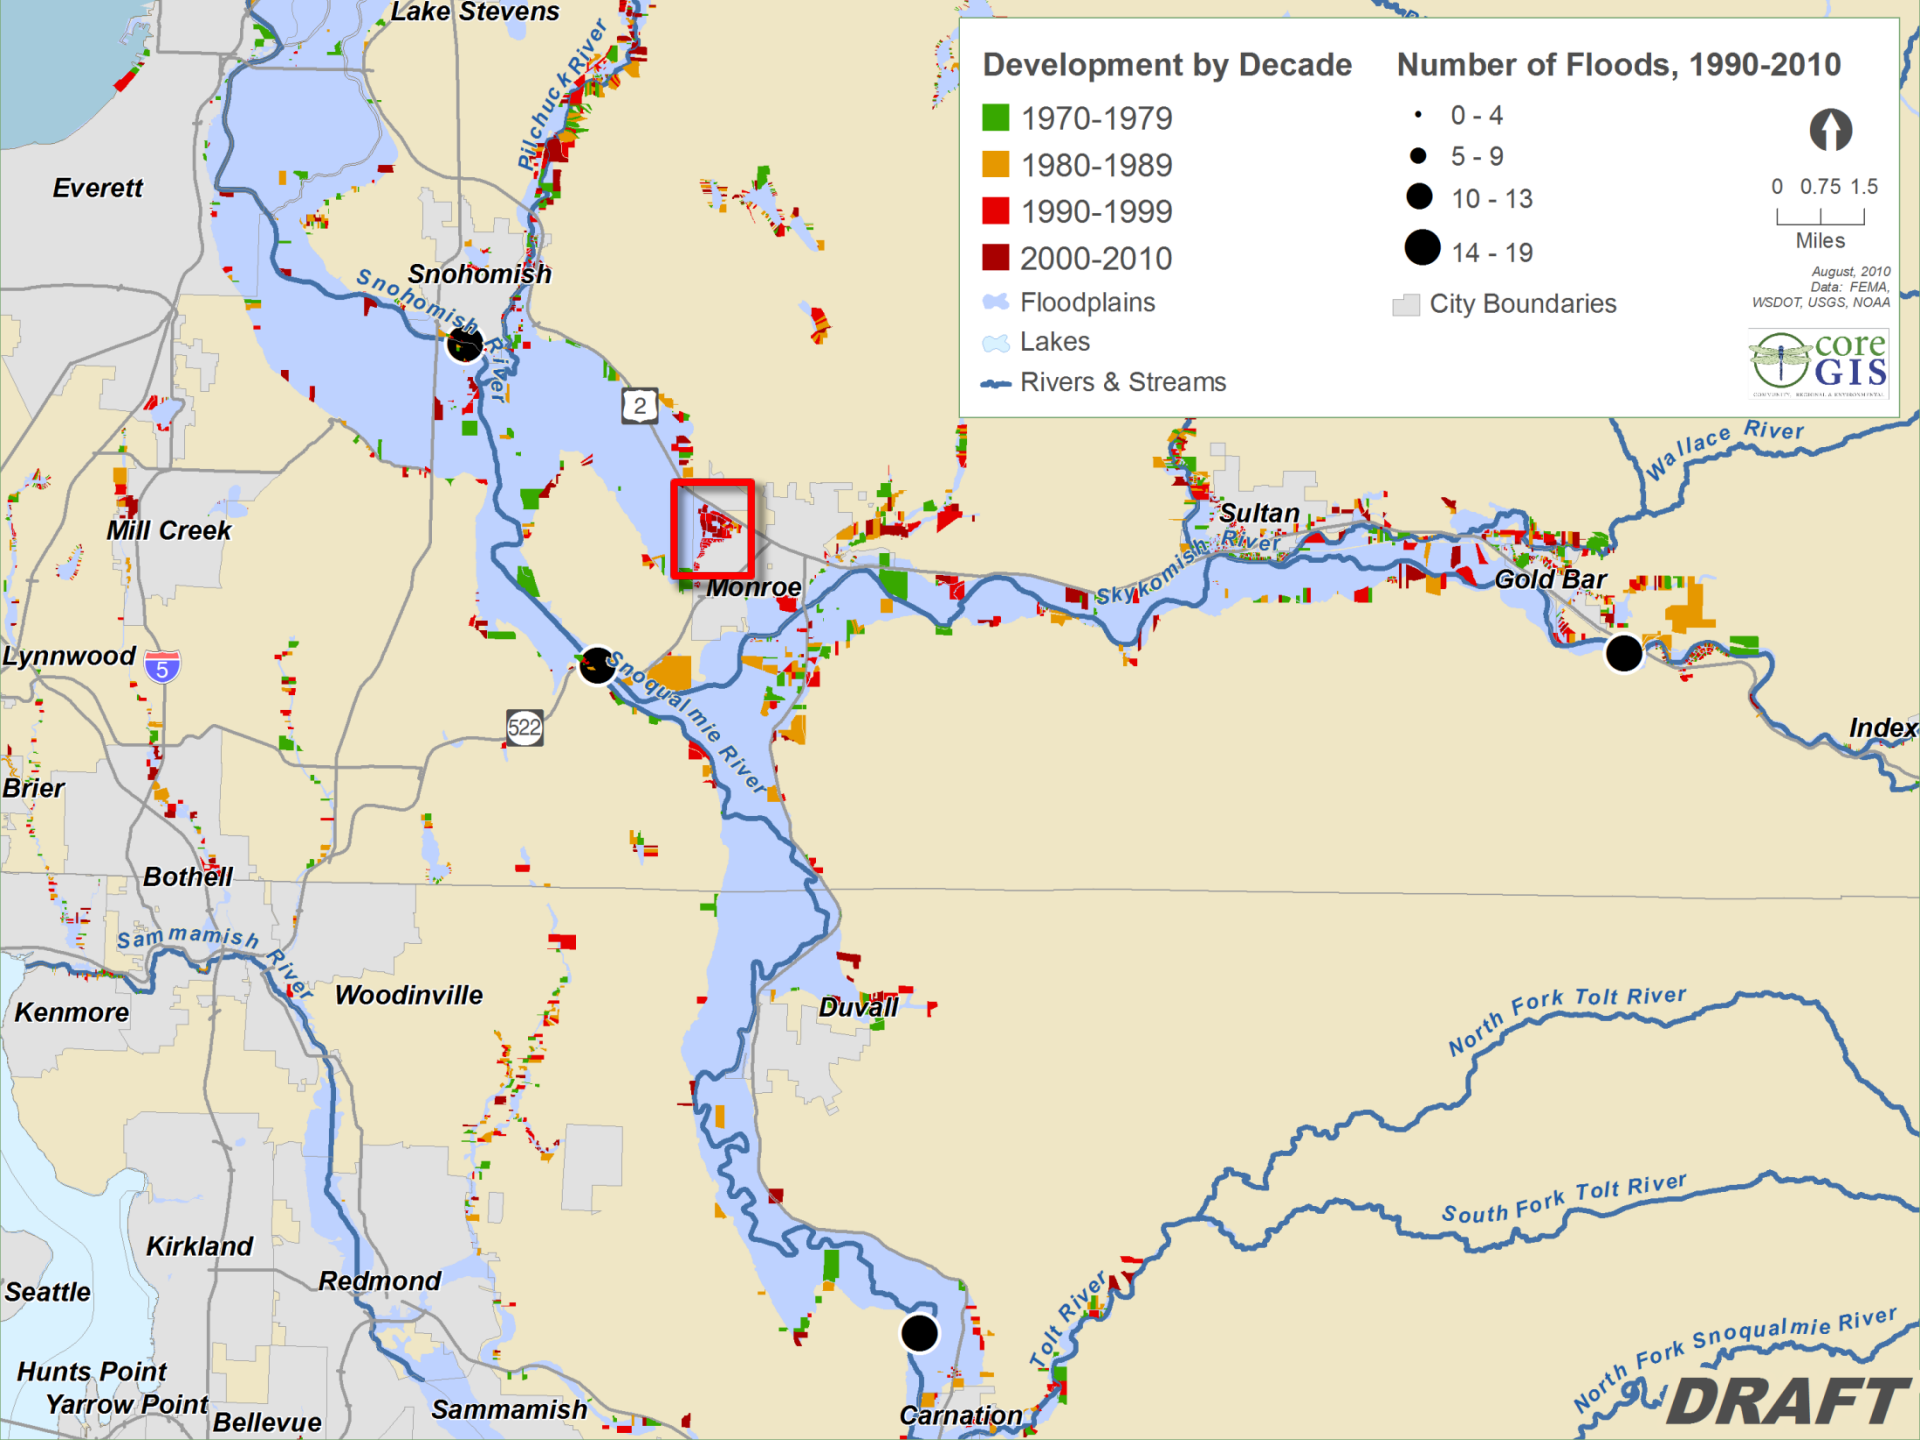 Lake Stevens
Pilchuck River
Everett
Snohomish
Snohomish River
2
Mill Creek
Monroe
Sultan
Wallace River
Skykomish River
Gold Bar
Lynnwood
5
Snoqualmie River
522
Index
Brier
Bothell
Sammamish River
Kenmore
Woodinville
Duvall
North Fork Tolt River
South Fork Tolt River
Kirkland
Redmond
Seattle
Tolt River
North Fork Snoqualmie River
Hunts Point
Yarrow Point
Bellevue
Sammamish
Carnation
DRAFT
Development by Decade
1970-1979
1980-1989
1990-1999
2000-2010
Floodplains
Lakes
Rivers & Streams
Number of Floods, 1990-2010
0 - 4
5 - 9
10 - 13
14 - 19
City Boundaries
0 0.75 1.5
Miles
August, 2010
Data: FEMA,
WSDOT, USGS, NOAA
core
GIS
COMMUNITY, REGIONAL & ENVIRONMENTAL